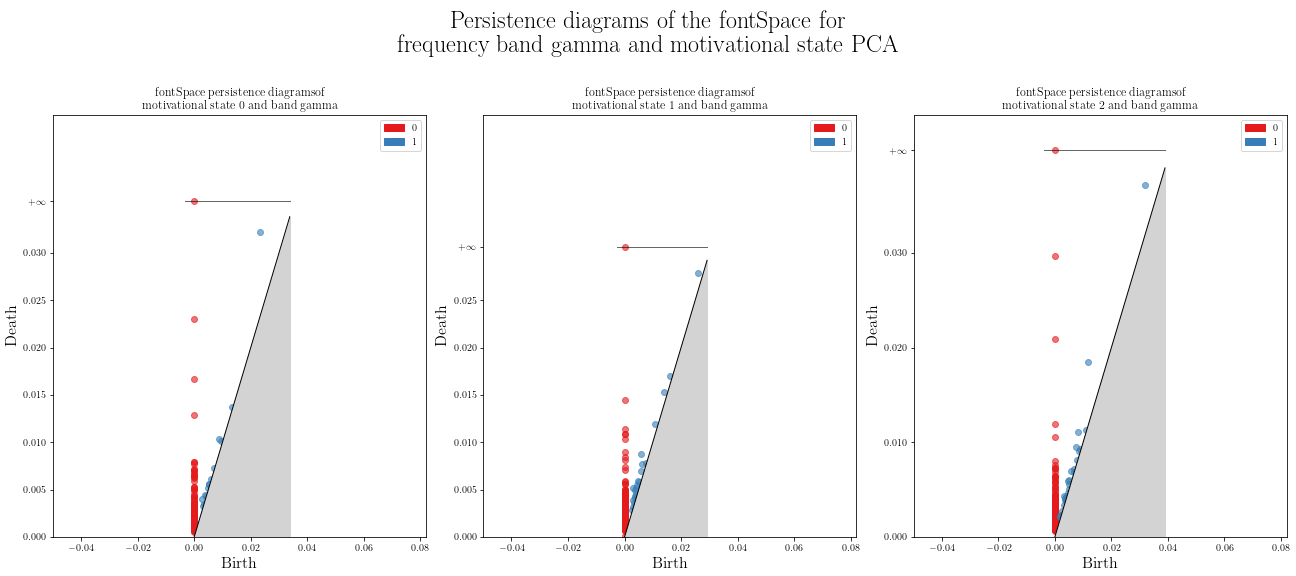 Persistence diagrams of the fontSpace for
frequency band gamma and motivational state PCA
fontSpace persistence diagramsof
motivational state 0 and band gamma
0
1
+∞
0.030
0.025
0.020
0.015
0.010
0.005
0.000
Death
−0.04 −0.02 0.00 0.02 0.04 0.06 0.08
Birth
fontSpace persistence diagramsof
motivational state 1 and band gamma
0
1
+∞
0.025
0.020
0.015
0.010
0.005
0.000
Death
−0.04 −0.02 0.00 0.02 0.04 0.06 0.08
Birth
fontSpace persistence diagramsof
motivational state 2 and band gamma
0
1
+∞
0.030
0.020
0.010
0.000
Death
−0.04 −0.02 0.00 0.02 0.04 0.06 0.08
Birth